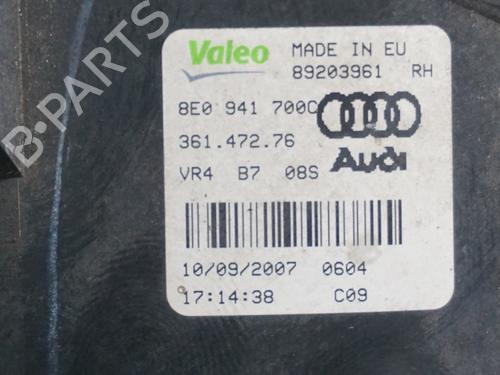 Valeo MADE IN EU
89203961 RH
8E0 941 700C
361.472.76
Audi
VR4 B7 08S
10/09/2007 0604
17:14:38 C09
B-Parts